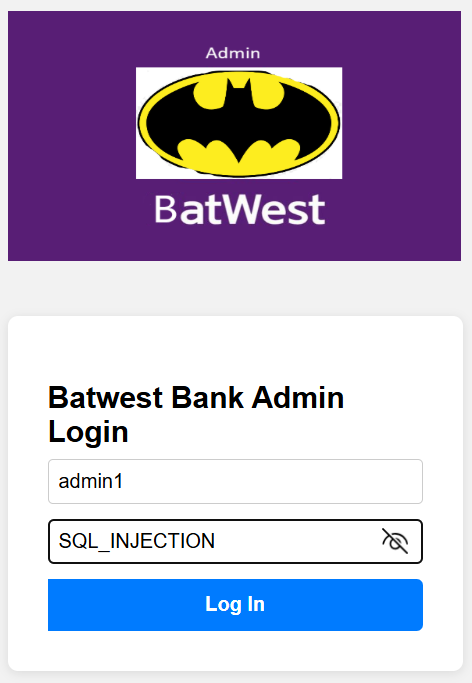 Admin
BatWest
Batwest Bank Admin
Login
admin1
SQL_INJECTION
Log In